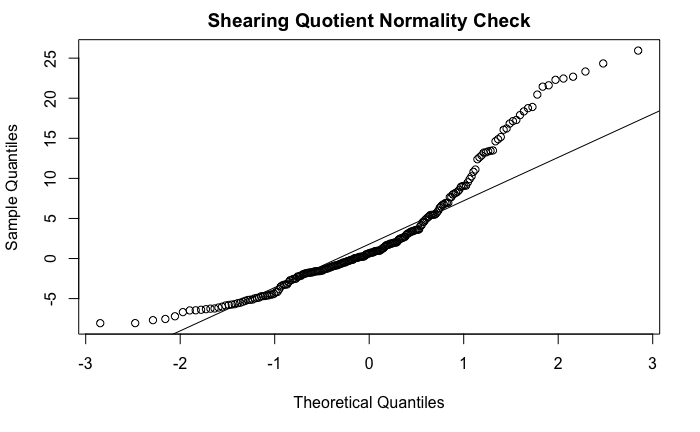 Shearing Quotient Normality Check
Sample Quantiles
25
20
15
10
5
0
-5
-3 -2 -1 0 1 2 3
Theoretical Quantiles